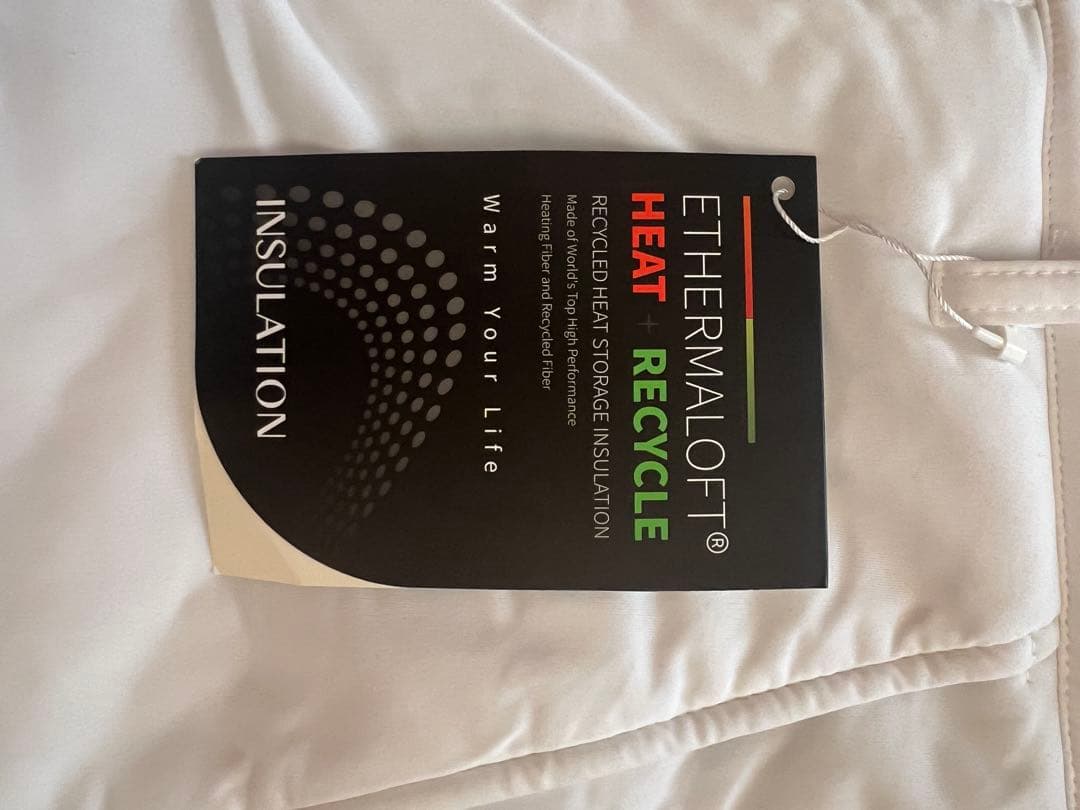 ETHERMALOFT®
HEAT + RECYCLE
RECYCLED HEAT STORAGE INSULATION
Made of World's Top High Performance
Heating Fiber and Recycled Fiber
Warm Your Life
INSULATION